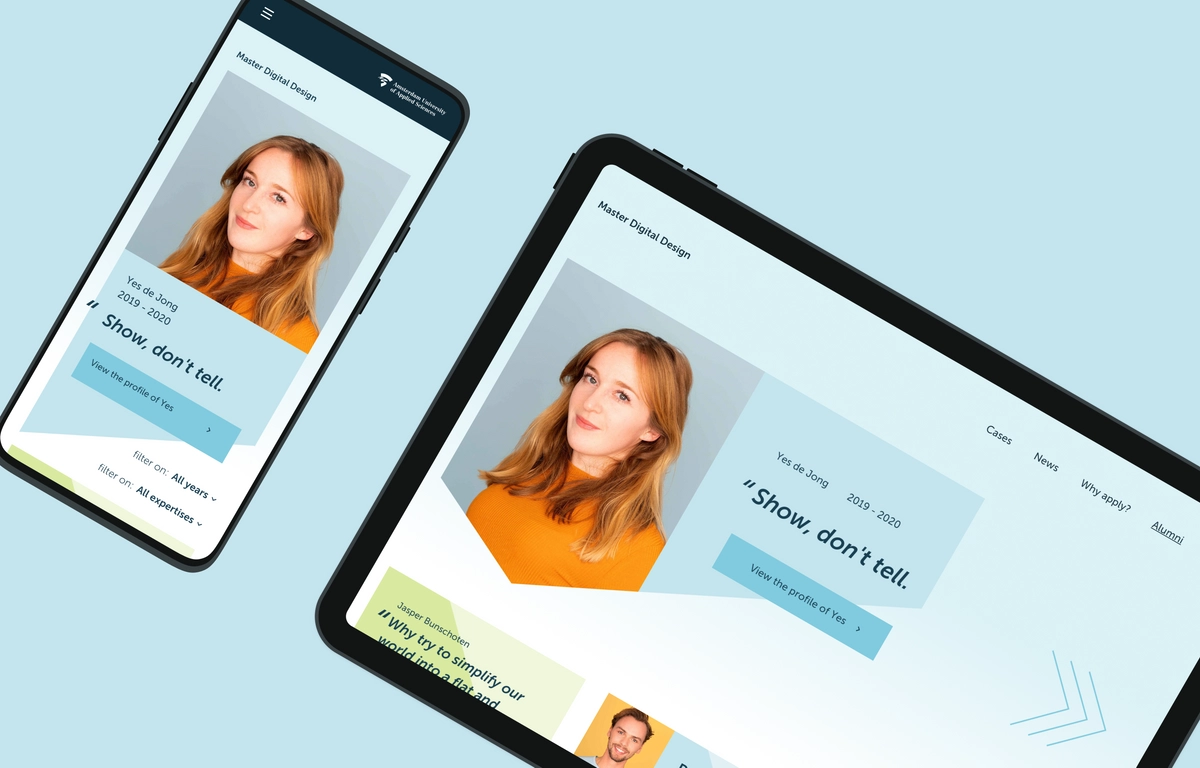 Amsterdam University
of Applied Sciences
Master Digital Design
Yes de Jong
2019 - 2020
“ Show, don't tell.
View the profile of Yes
filter on: All years
filter on: All expertises
Master Digital Design
Cases
News
Why apply?
Alumni
Yes de Jong 2019 - 2020
“ Show, don't tell.
View the profile of Yes
Jasper Bunschoten
“ Why try to simplify our
world into a flat and